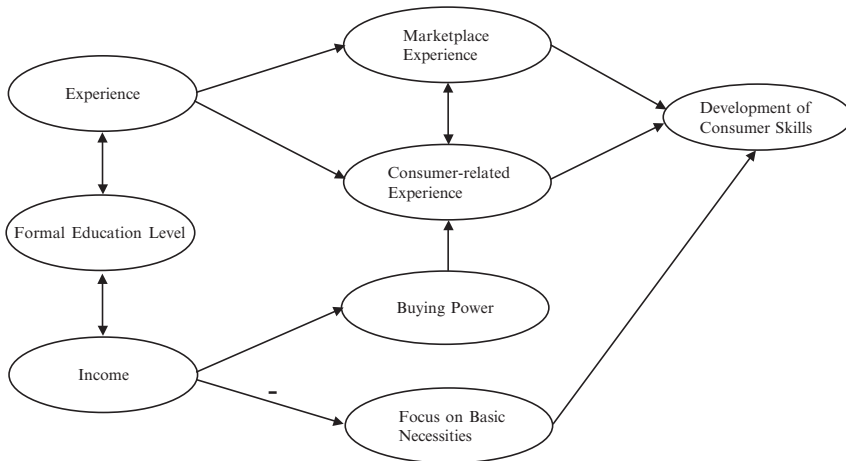 Marketplace
Experience
Experience
Development of
Consumer Skills
Consumer-related
Experience
Formal Education Level
Buying Power
Income
-
Focus on Basic
Necessities